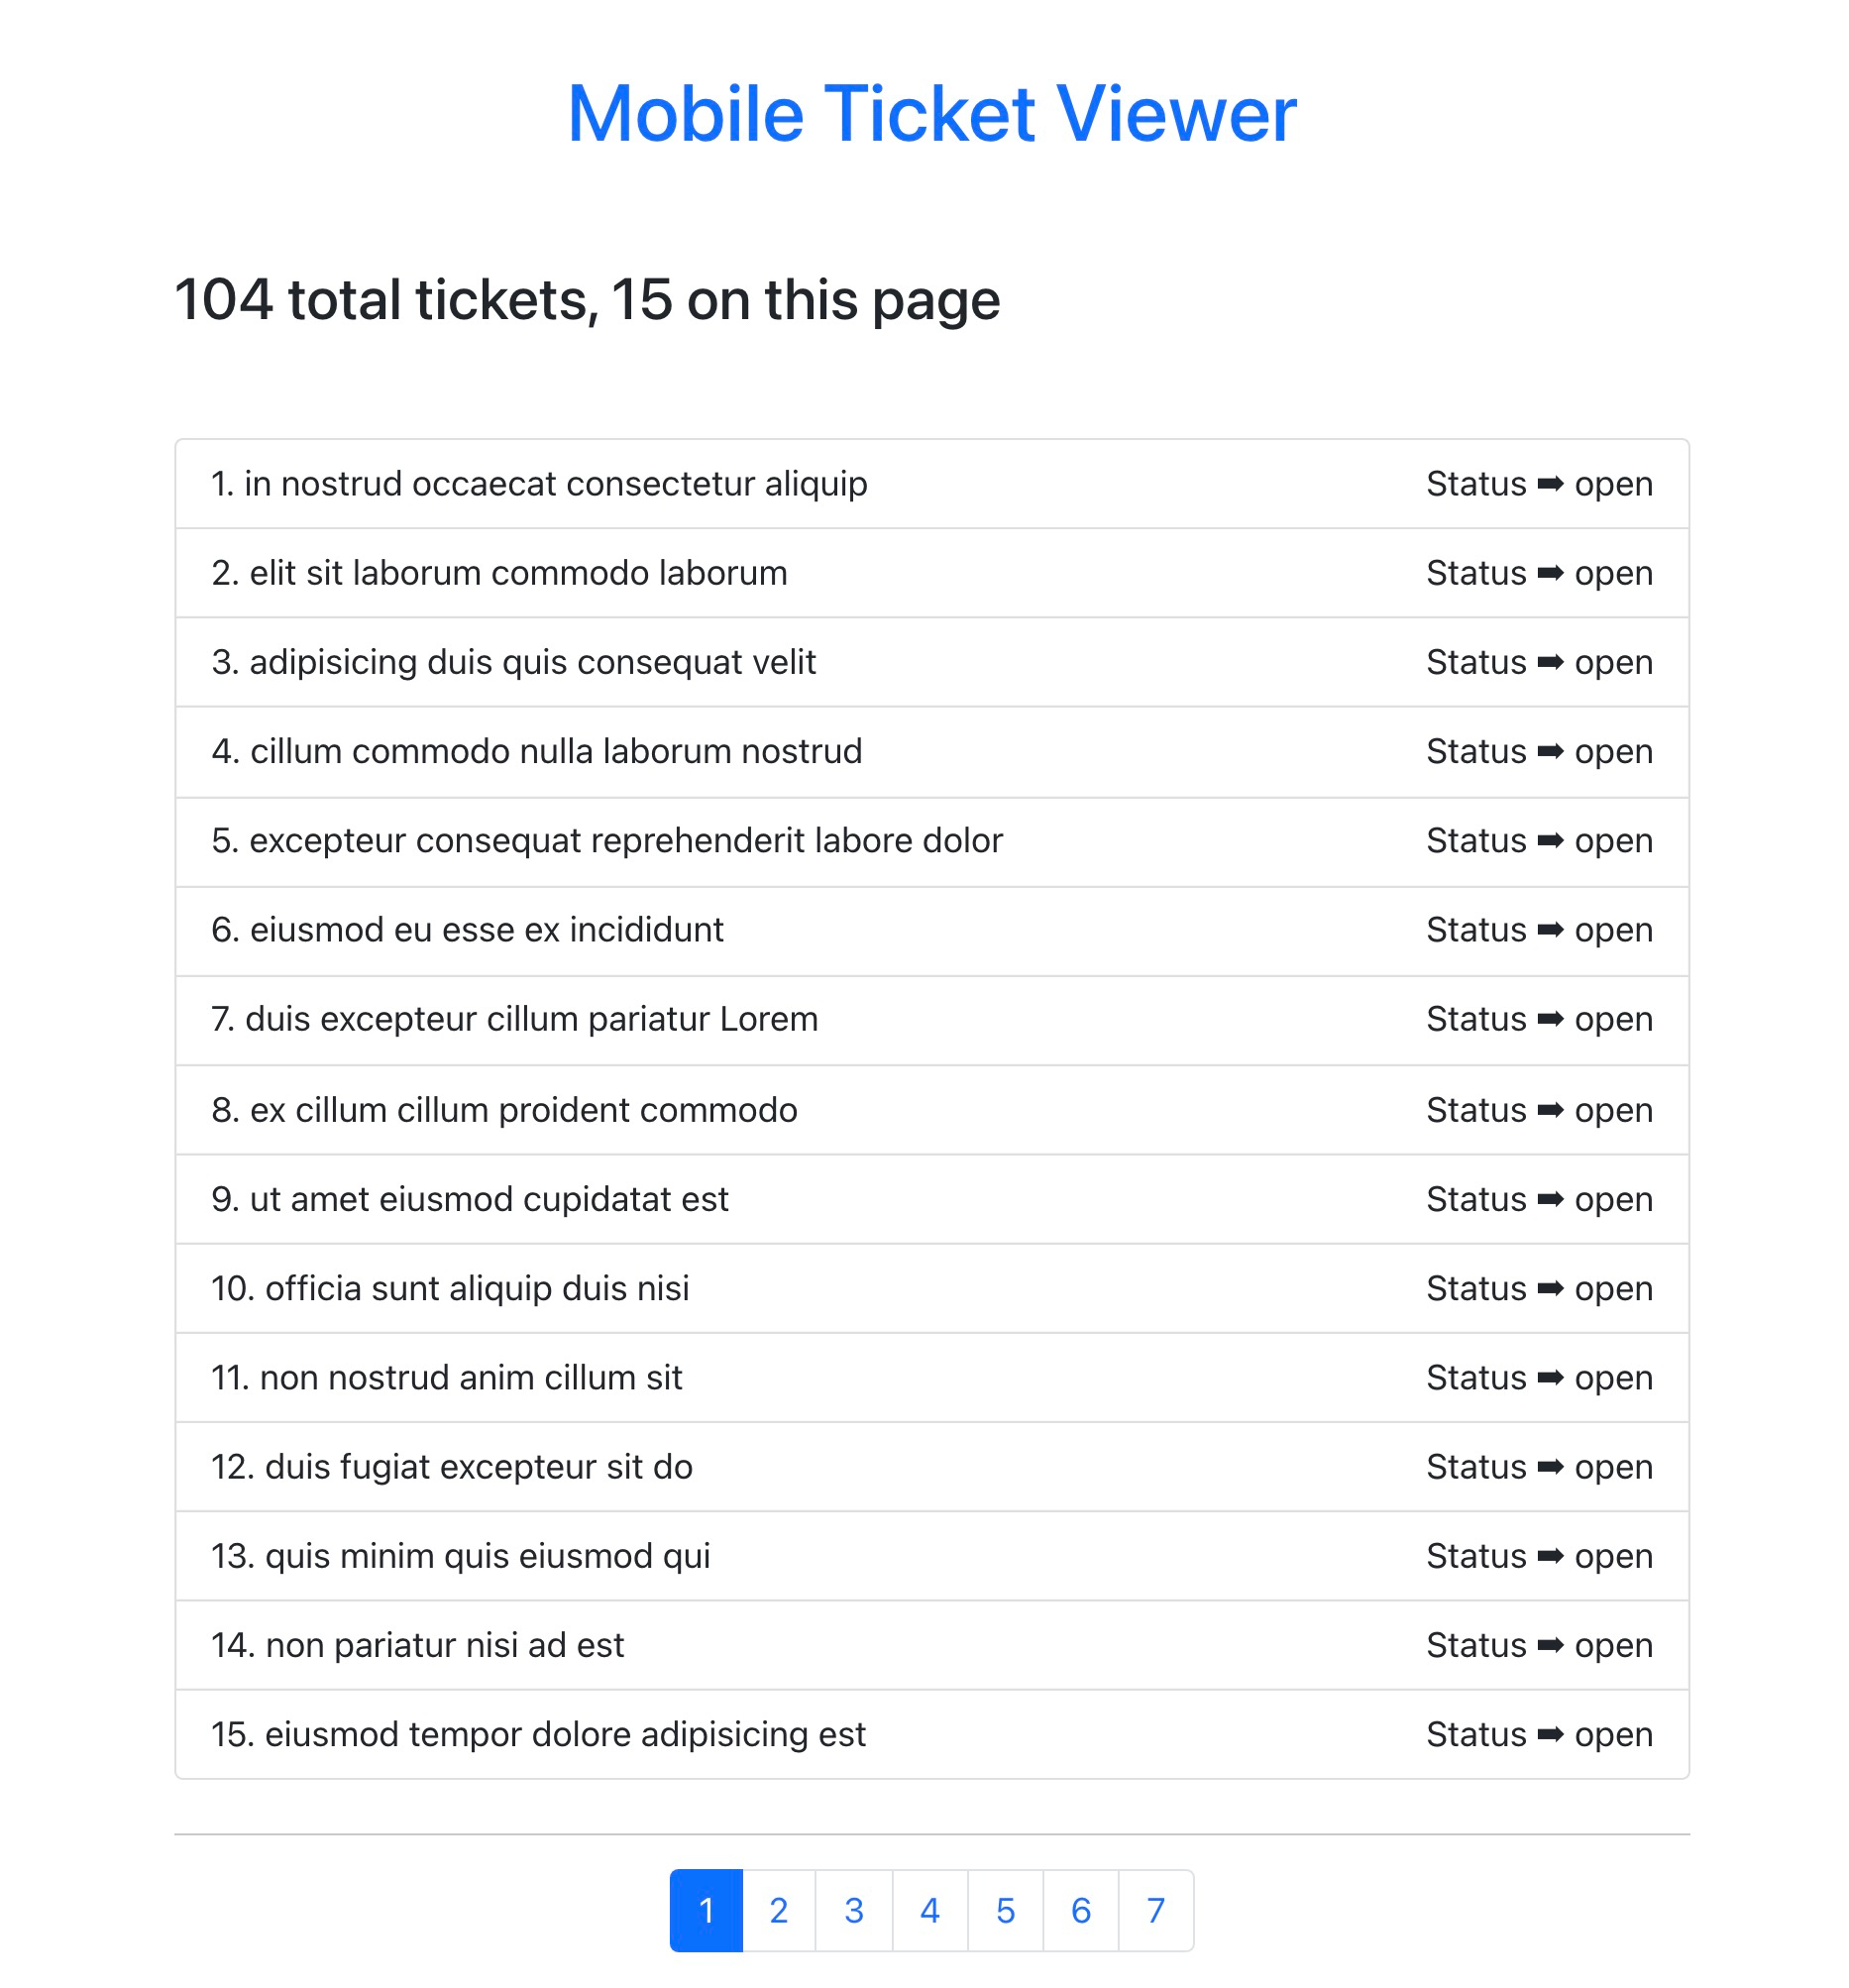 Mobile Ticket Viewer
104 total tickets, 15 on this page
1. in nostrud occaecat consectetur aliquip Status ➡ open
2. elit sit laborum commodo laborum Status ➡ open
3. adipisicing duis quis consequat velit Status ➡ open
4. cillum commodo nulla laborum nostrud Status ➡ open
5. excepteur consequat reprehenderit labore dolor Status ➡ open
6. eiusmod eu esse ex incididunt Status ➡ open
7. duis excepteur cillum pariatur Lorem Status ➡ open
8. ex cillum cillum proident commodo Status ➡ open
9. ut amet eiusmod cupidatat est Status ➡ open
10. officia sunt aliquip duis nisi Status ➡ open
11. non nostrud anim cillum sit Status ➡ open
12. duis fugiat excepteur sit do Status ➡ open
13. quis minim quis eiusmod qui Status ➡ open
14. non pariatur nisi ad est Status ➡ open
15. eiusmod tempor dolore adipisicing est Status ➡ open
1 2 3 4 5 6 7